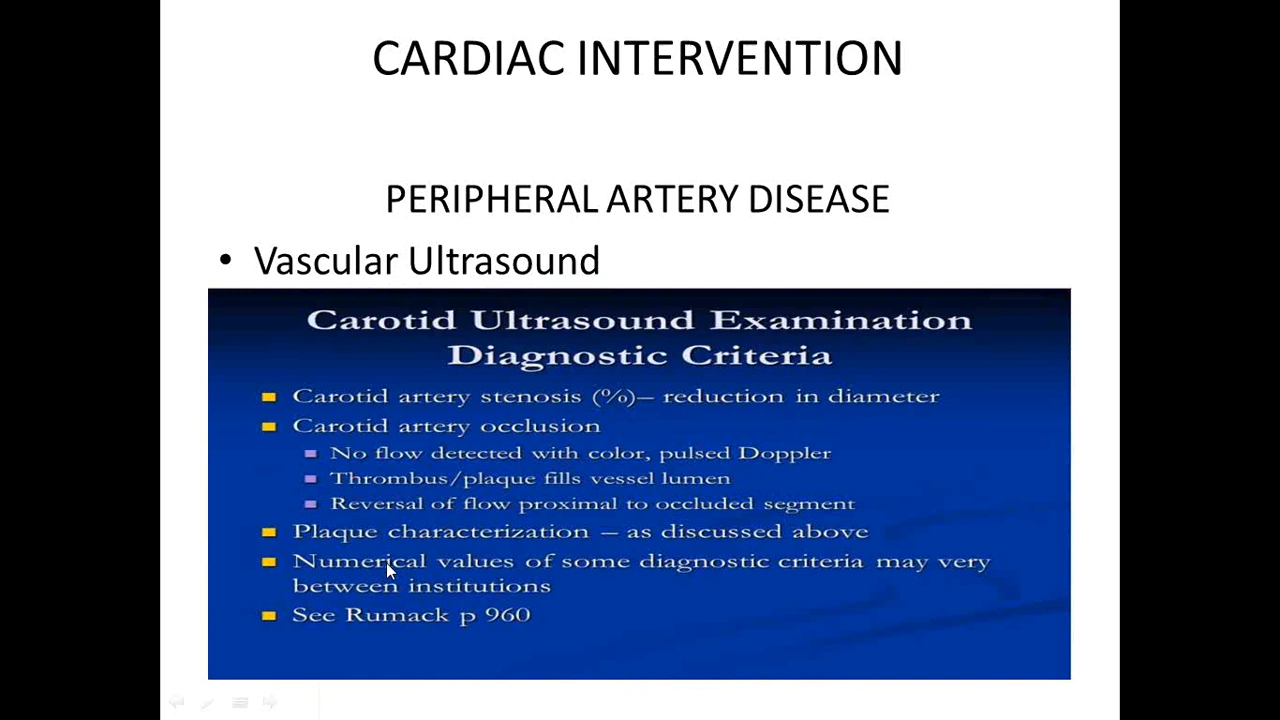 CARDIAC INTERVENTION
PERIPHERAL ARTERY DISEASE
• Vascular Ultrasound
Carotid Ultrasound Examination
Diagnostic Criteria
Carotid artery stenosis (%)– reduction in diameter
Carotid artery occlusion
No flow detected with color, pulsed Doppler
Thrombus/plaque fills vessel lumen
Reversal of flow proximal to occluded segment
Plaque characterization – as discussed above
Numerical values of some diagnostic criteria may very
between institutions
See Rumack p 960